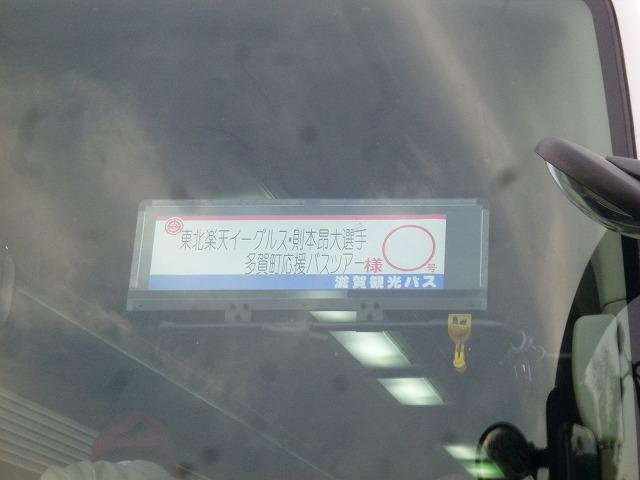 東北楽天イーグルス・則本昂大選手
多賀町応援バスツアー様 号
滋賀観光バス